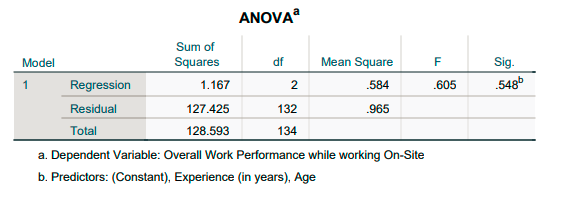 ANOVAa
Model Sum of Squares df Mean Square F Sig.
1 Regression 1.167 2 .584 .605 .548b
Residual 127.425 132 .965
Total 128.593 134
a. Dependent Variable: Overall Work Performance while working On-Site
b. Predictors: (Constant), Experience (in years), Age